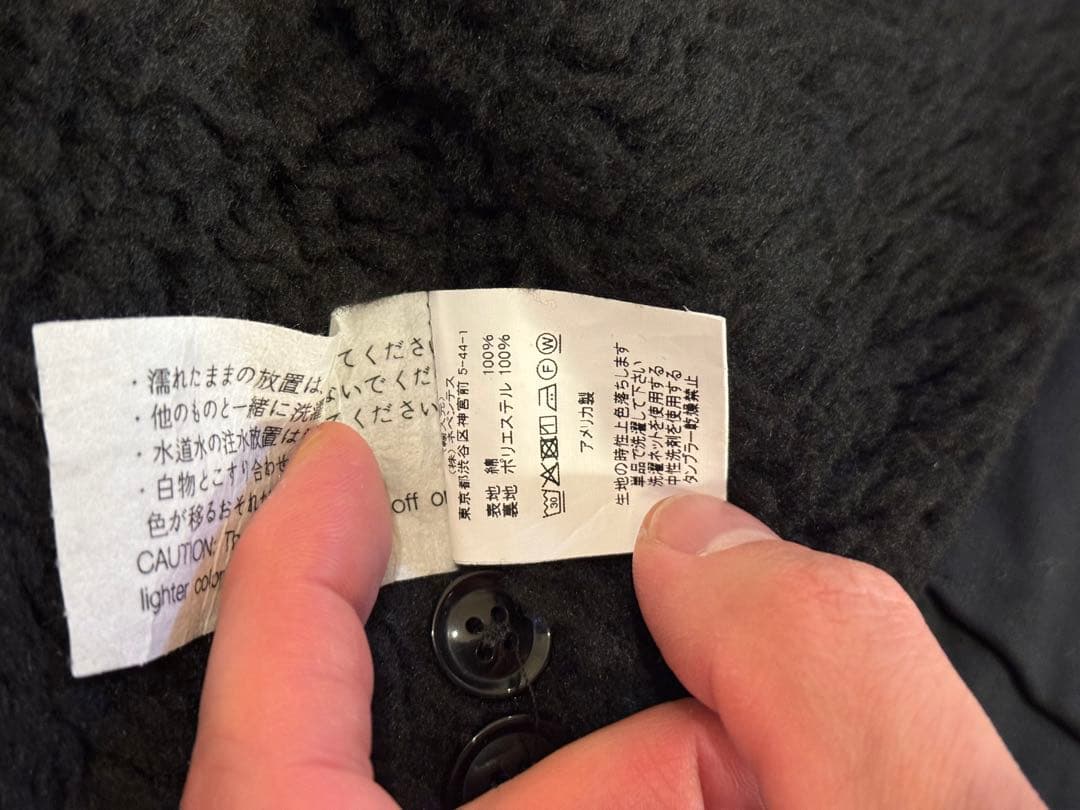 ・濡れたままの放置は
・他のものと一緒に洗濯
・水道水の注水放置は
・白物とこすり合わせ
色が移るおそれ
CAUTION: Th
lighter color
てくださ
ないでくだ
てください
off o
(株)ネペンテス
東京都渋谷区神宮前 5-44-1
表地 綿 100%
裏地 ポリエステル 100%
30 F W
アメリカ製
生地の特性上色落ちします
単品で洗濯して下さい
洗濯ネットを使用する
中性洗剤を使用する
タンブラー乾燥禁止